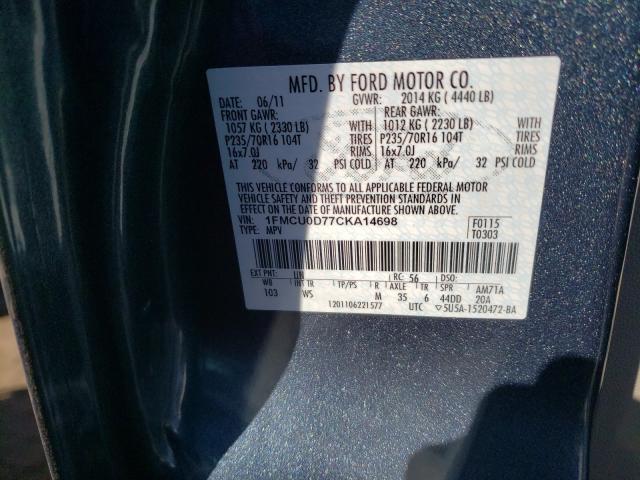 MFD. BY FORD MOTOR CO.
DATE: 06/11 GVWR: 2014 KG ( 4440 LB)
FRONT GAWR: REAR GAWR:
1057 KG ( 2330 LB) WITH 1012 KG ( 2230 LB) WITH
P235/70R16 104T TIRES P235/70R16 104T TIRES
16x7.0J RIMS 16x7.0J RIMS
AT 220 kPa/ 32 PSI COLD AT 220 kPa/ 32 PSI COLD
THIS VEHICLE CONFORMS TO ALL APPLICABLE FEDERAL MOTOR
VEHICLE SAFETY AND THEFT PREVENTION STANDARDS IN
EFFECT ON THE DATE OF MANUFACTURE SHOWN ABOVE.
VIN: 1FMCU0D77CKA14698 F0115
TYPE: MPV T0303
EXT PNT: UN RC: 56 DSO:
WB INT TR TP/PS R AXLE TR SPR AM71A
103 WS M 35 6 44DD 20A
1201106221577 UTC ▽5U5A-1520472-BA